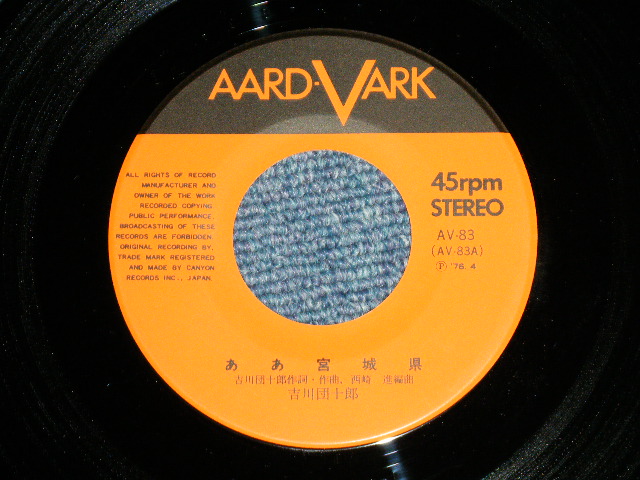 AARD-VARK
ALL RIGHTS OF RECORD
MANUFACTURER AND
OWNER OF THE WORK
RECORDED COPYING.
PUBLIC PERFORMANCE.
BROADCASTING OF THESE
RECORDS ARE FORBIDDEN.
ORIGINAL RECORDING BY,
TRADE MARK REGISTERED
AND MADE BY CANYON
RECORDS INC., JAPAN.
45rpm
STEREO
AV-83
(AV-83A)
Ⓟ '76. 4
ああ宮城県
吉川団十郎作詞・作曲, 西崎 進編曲
吉川団十郎